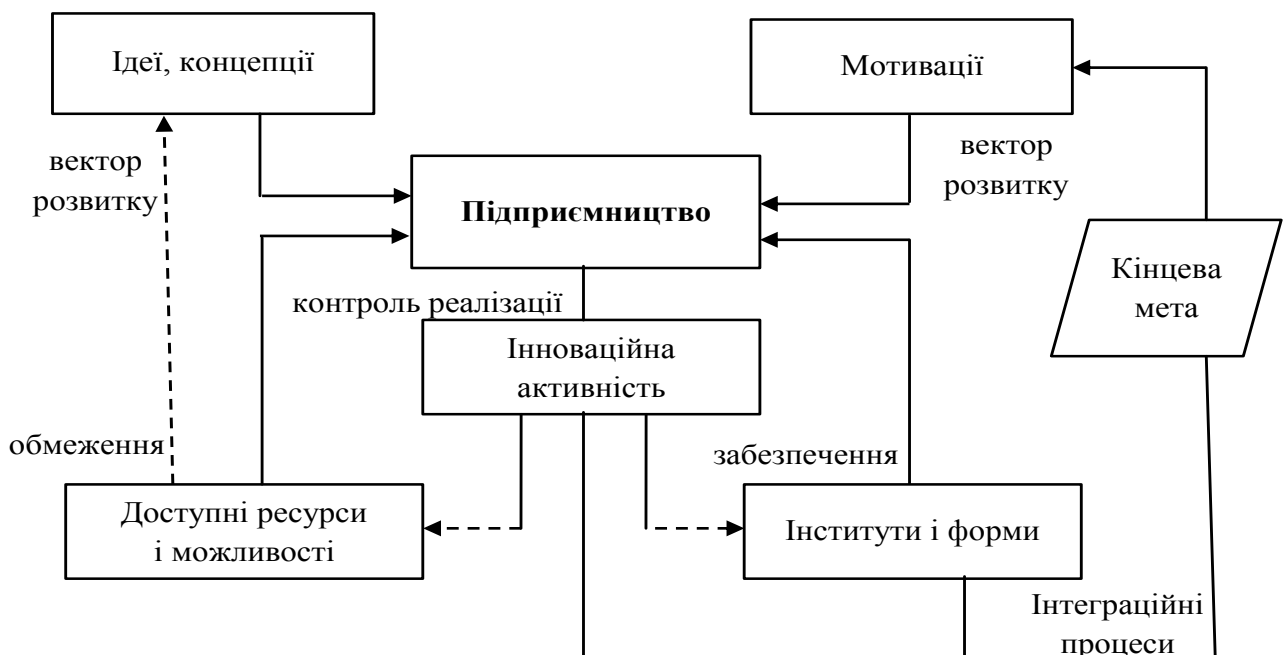 Ідеї, концепції
Мотивації
вектор
розвитку
вектор
розвитку
Підприємництво
Кінцева
мета
контроль реалізації
Інноваційна
активність
обмеження
забезпечення
Доступні ресурси
і можливості
Інститути і форми
Інтеграційні
процеси